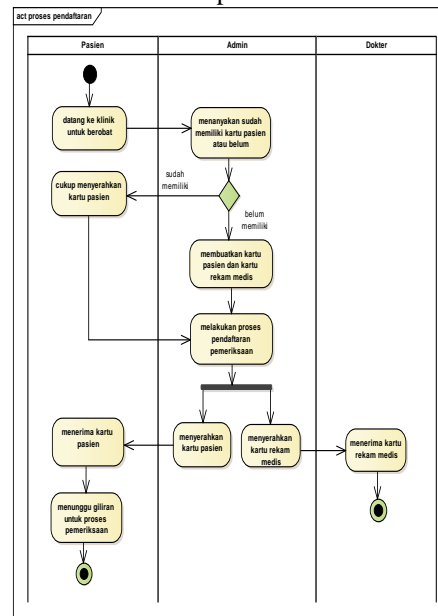 act proses pendaftaran
Pasien
Admin
Dokter
datang ke klinik
untuk berobat
menanyakan sudah
memiliki kartu pasien
atau belum
sudah
memiliki
cukup menyerahkan
kartu pasien
belum
memiliki
membuatkan kartu
pasien dan kartu
rekam medis
melakukan proses
pendaftaran
pemeriksaan
menerima kartu
pasien
menyerahkan
kartu pasien
menyerahkan
kartu rekam
medis
menerima kartu
rekam medis
menunggu giliran
untuk proses
pemeriksaan